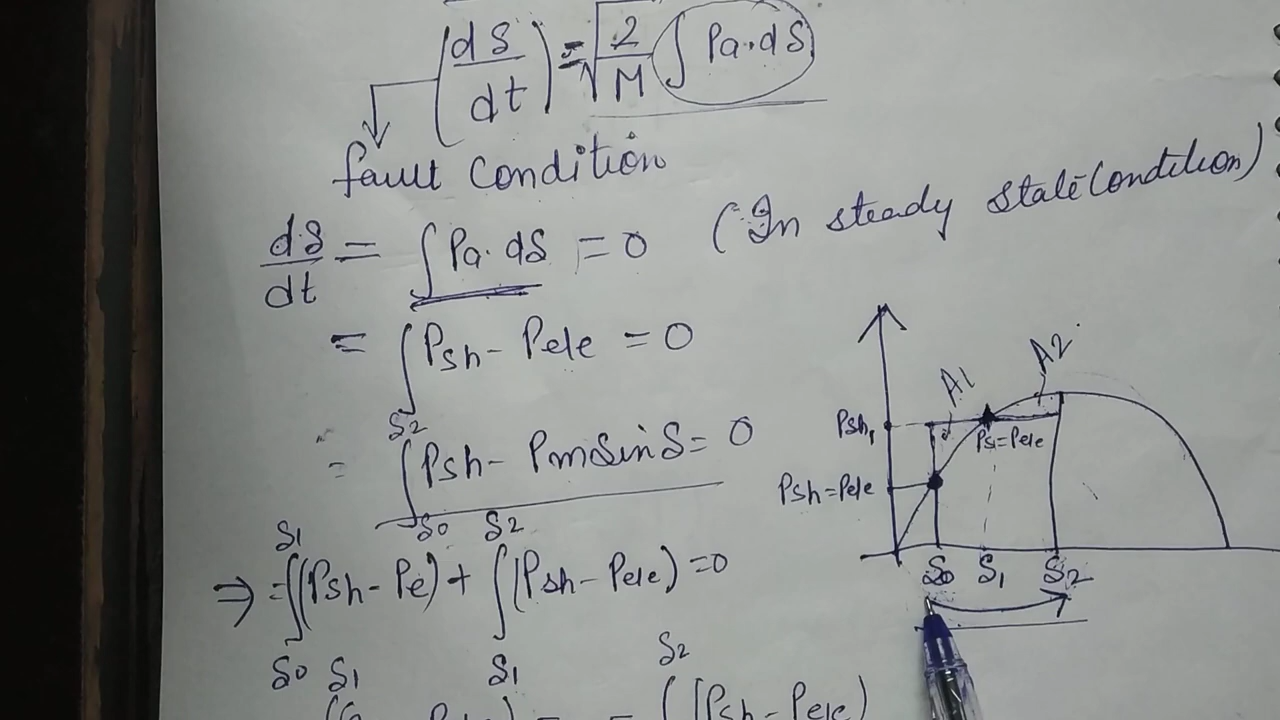 (dδ/dt) = √(2/M ∫ Pa·dδ)
fault condition
dδ/dt = ∫ Pa·dδ = 0 (In steady state condition)
= ∫ Psh - Pele = 0
= ∫_{δ0}^{δ2} Psh - Pm sin δ = 0
⇒ = ∫_{δ0}^{δ1} (Psh - Pe) + ∫_{δ1}^{δ2} (Psh - Pele) = 0
δ1
δ2
(Psh - Pele)
A1
A2
Psh1
Ps=Pele
Psh=Pele
δ0 δ1 δ2